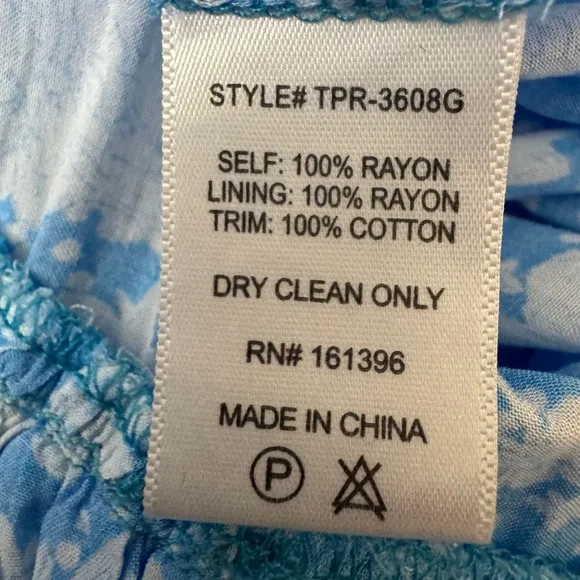 STYLE# TPR-3608G
SELF: 100% RAYON
LINING: 100% RAYON
TRIM: 100% COTTON
DRY CLEAN ONLY
RN# 161396
MADE IN CHINA
P